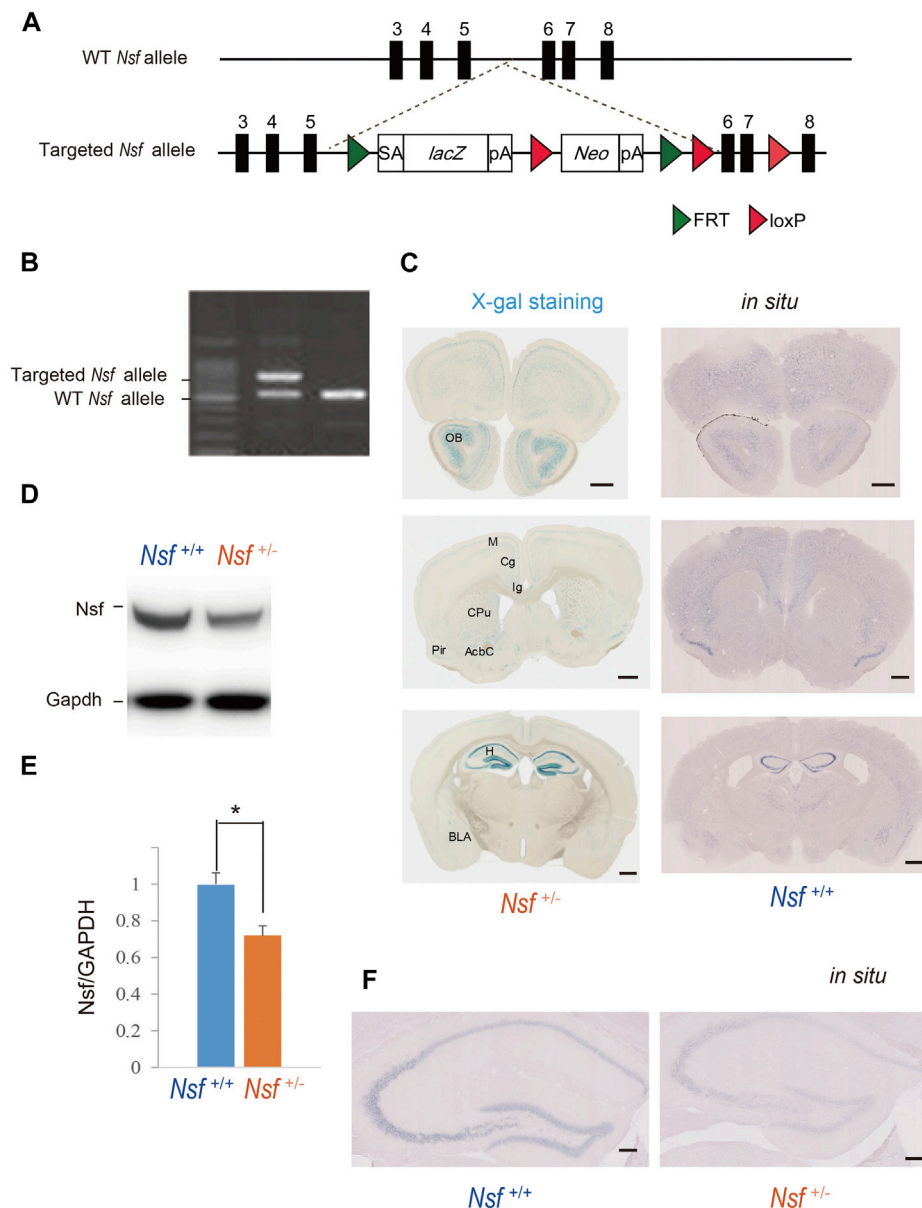 A
3 4 5 6 7 8
WT Nsf allele
3 4 5 6 7 8
Targeted Nsf allele
SA lacZ pA Neo pA
FRT loxP
B
Targeted Nsf allele
WT Nsf allele
C
X-gal staining in situ
OB
M
Cg
Ig
CPu
Pir AcbC
H
BLA
Nsf +/- Nsf +/+
D
Nsf +/+ Nsf +/-
Nsf
Gapdh
E
*
Nsf/GAPDH
1
0.8
0.6
0.4
0.2
0
Nsf +/+ Nsf +/-
F
in situ
Nsf +/+ Nsf +/-